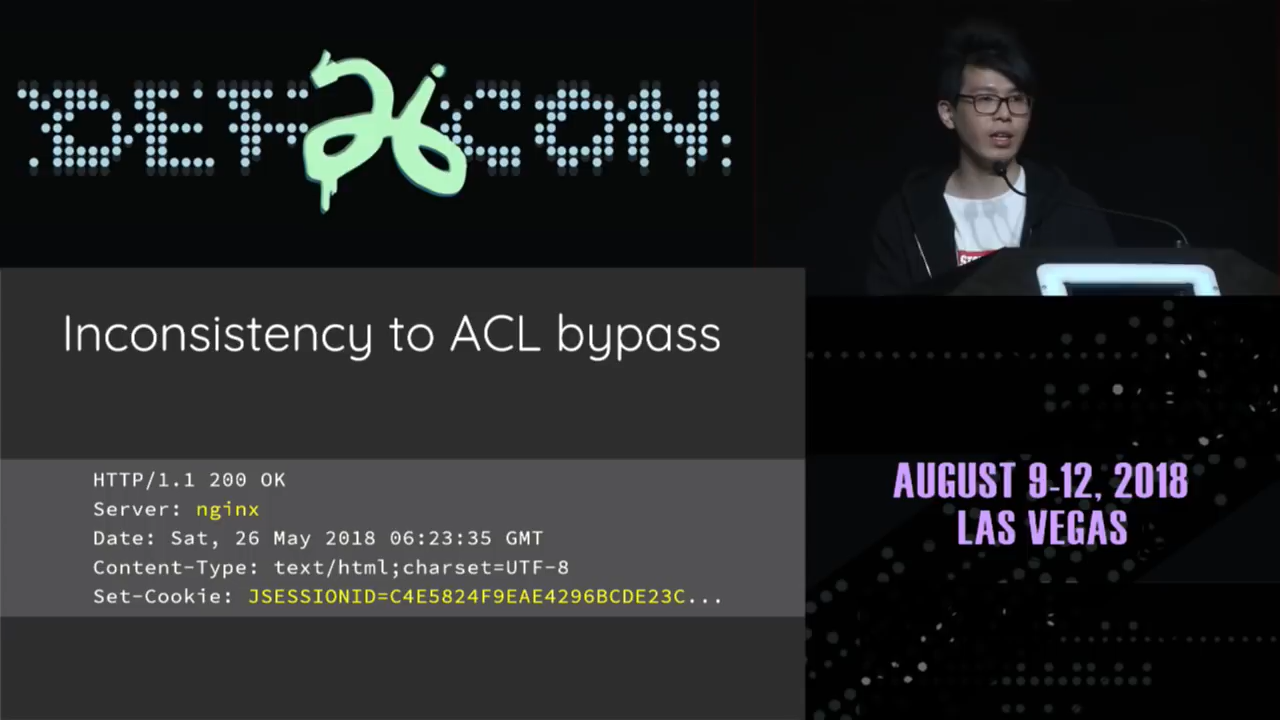 DEF 26 CON
Inconsistency to ACL bypass
HTTP/1.1 200 OK
Server: nginx
Date: Sat, 26 May 2018 06:23:35 GMT
Content-Type: text/html;charset=UTF-8
Set-Cookie: JSESSIONID=C4E5824F9EAE4296BCDE23C...
AUGUST 9-12, 2018
LAS VEGAS